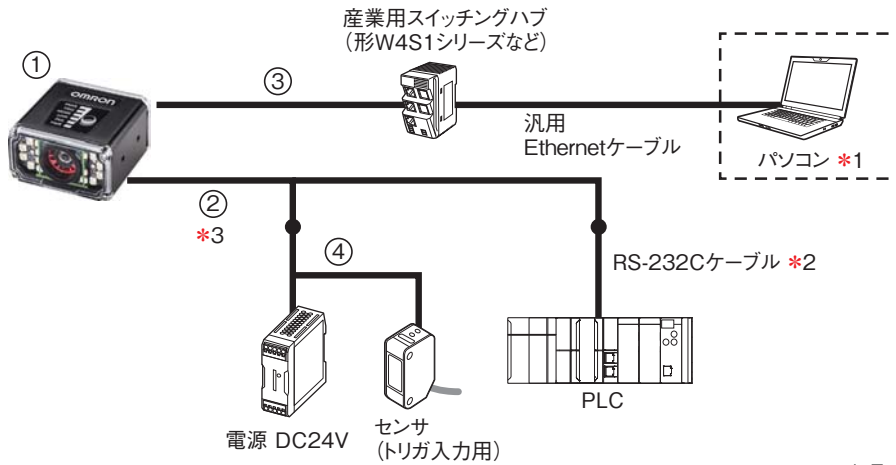 産業用スイッチングハブ
(形W4S1シリーズなど)
①
③
OMRON
汎用
Ethernetケーブル
パソコン *1
②
*3
④
RS-232Cケーブル *2
PLC
電源 DC24V
センサ
(トリガ入力用)